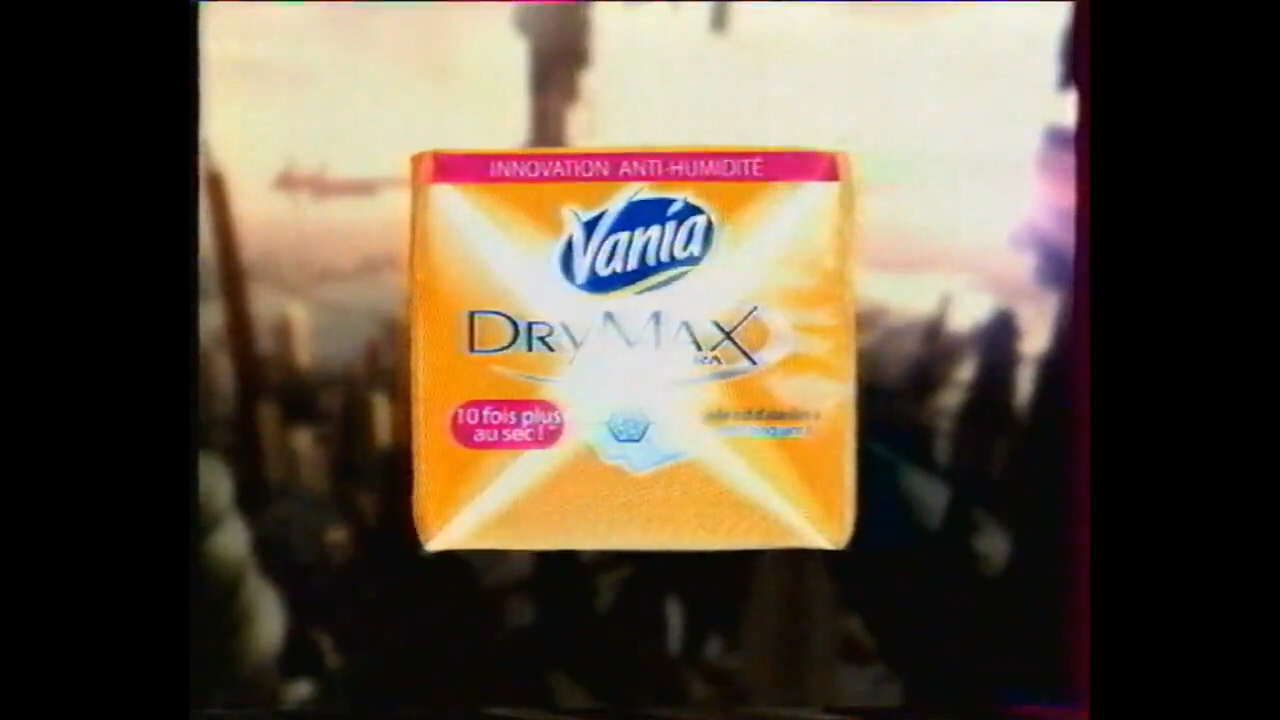 INNOVATION ANTI-HUMIDITÉ
Vania
DRYMAX
10 fois plus
au sec !